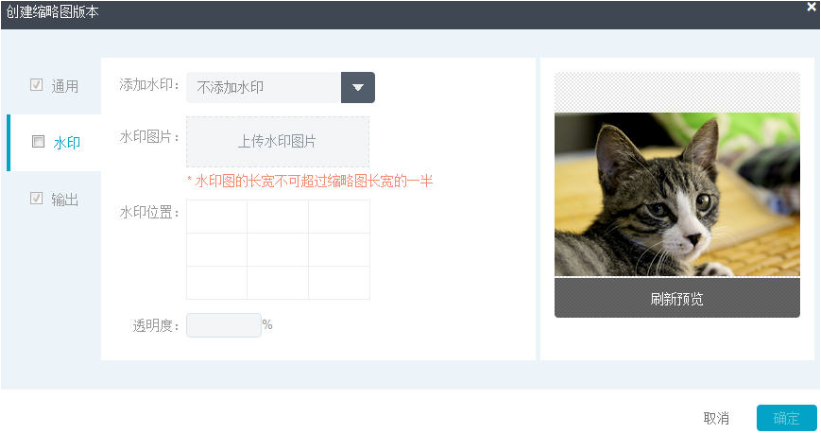 创建缩略图版本
通用
水印
输出
添加水印：
不添加水印
水印图片：
上传水印图片
* 水印图的长宽不可超过缩略图长宽的一半
水印位置：
透明度：
%
刷新预览
取消
确定